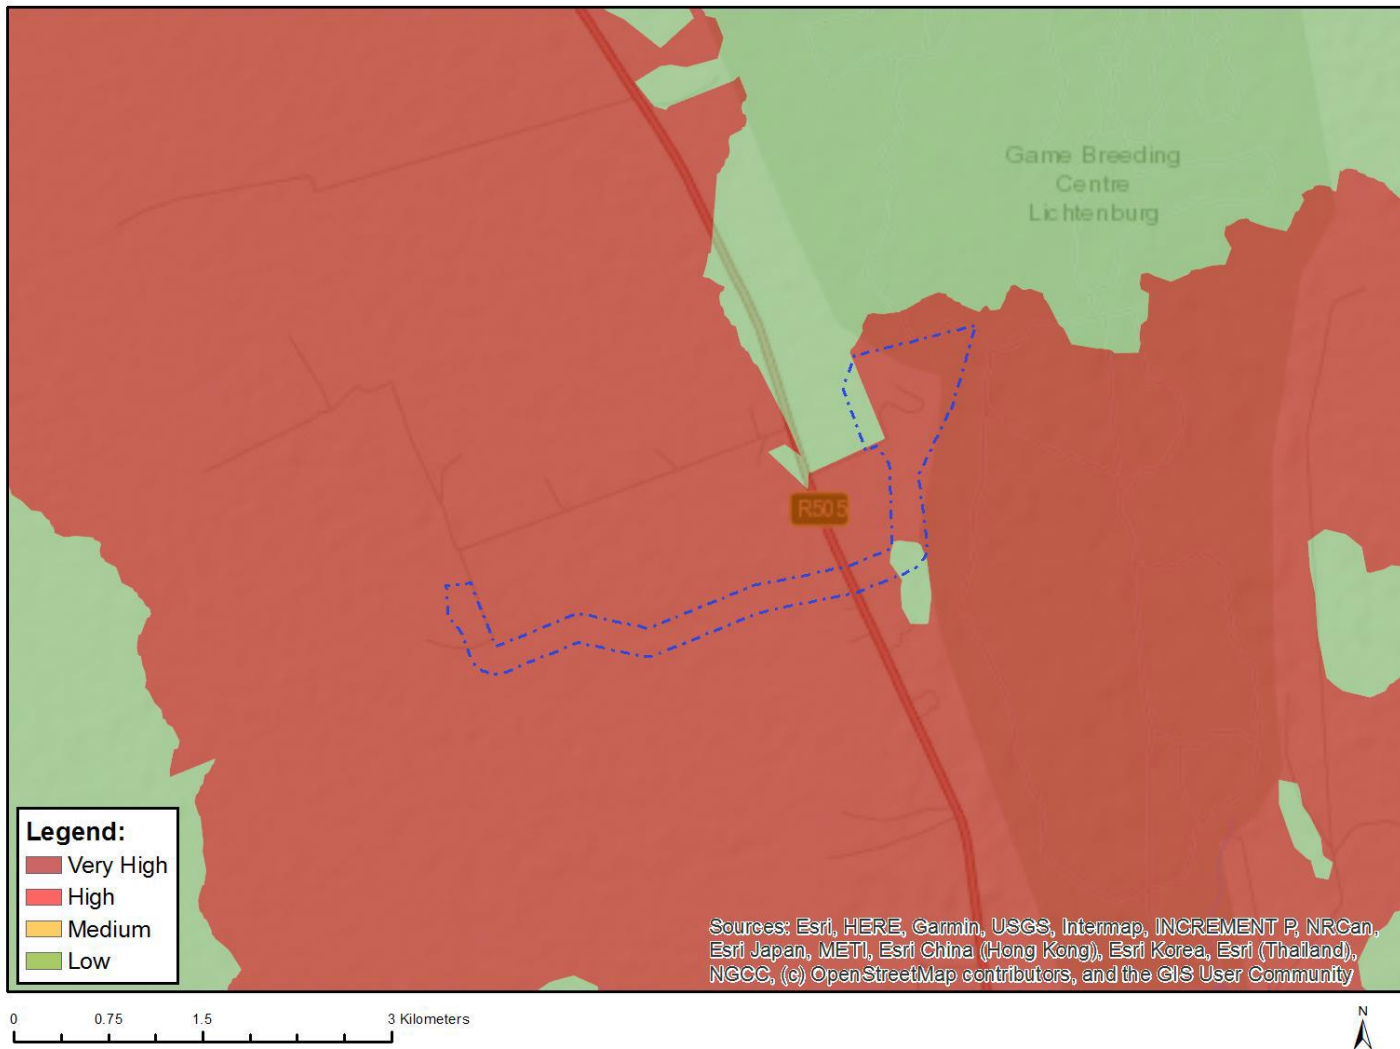 Game Breeding
Centre
Lichtenburg
R505
Legend:
Very High
High
Medium
Low
Sources: Esri, HERE, Garmin, USGS, Intermap, INCREMENT P, NRCan,
Esri Japan, METI, Esri China (Hong Kong), Esri Korea, Esri (Thailand),
NGCC, (c) OpenStreetMap contributors, and the GIS User Community
0 0.75 1.5 3 Kilometers
N